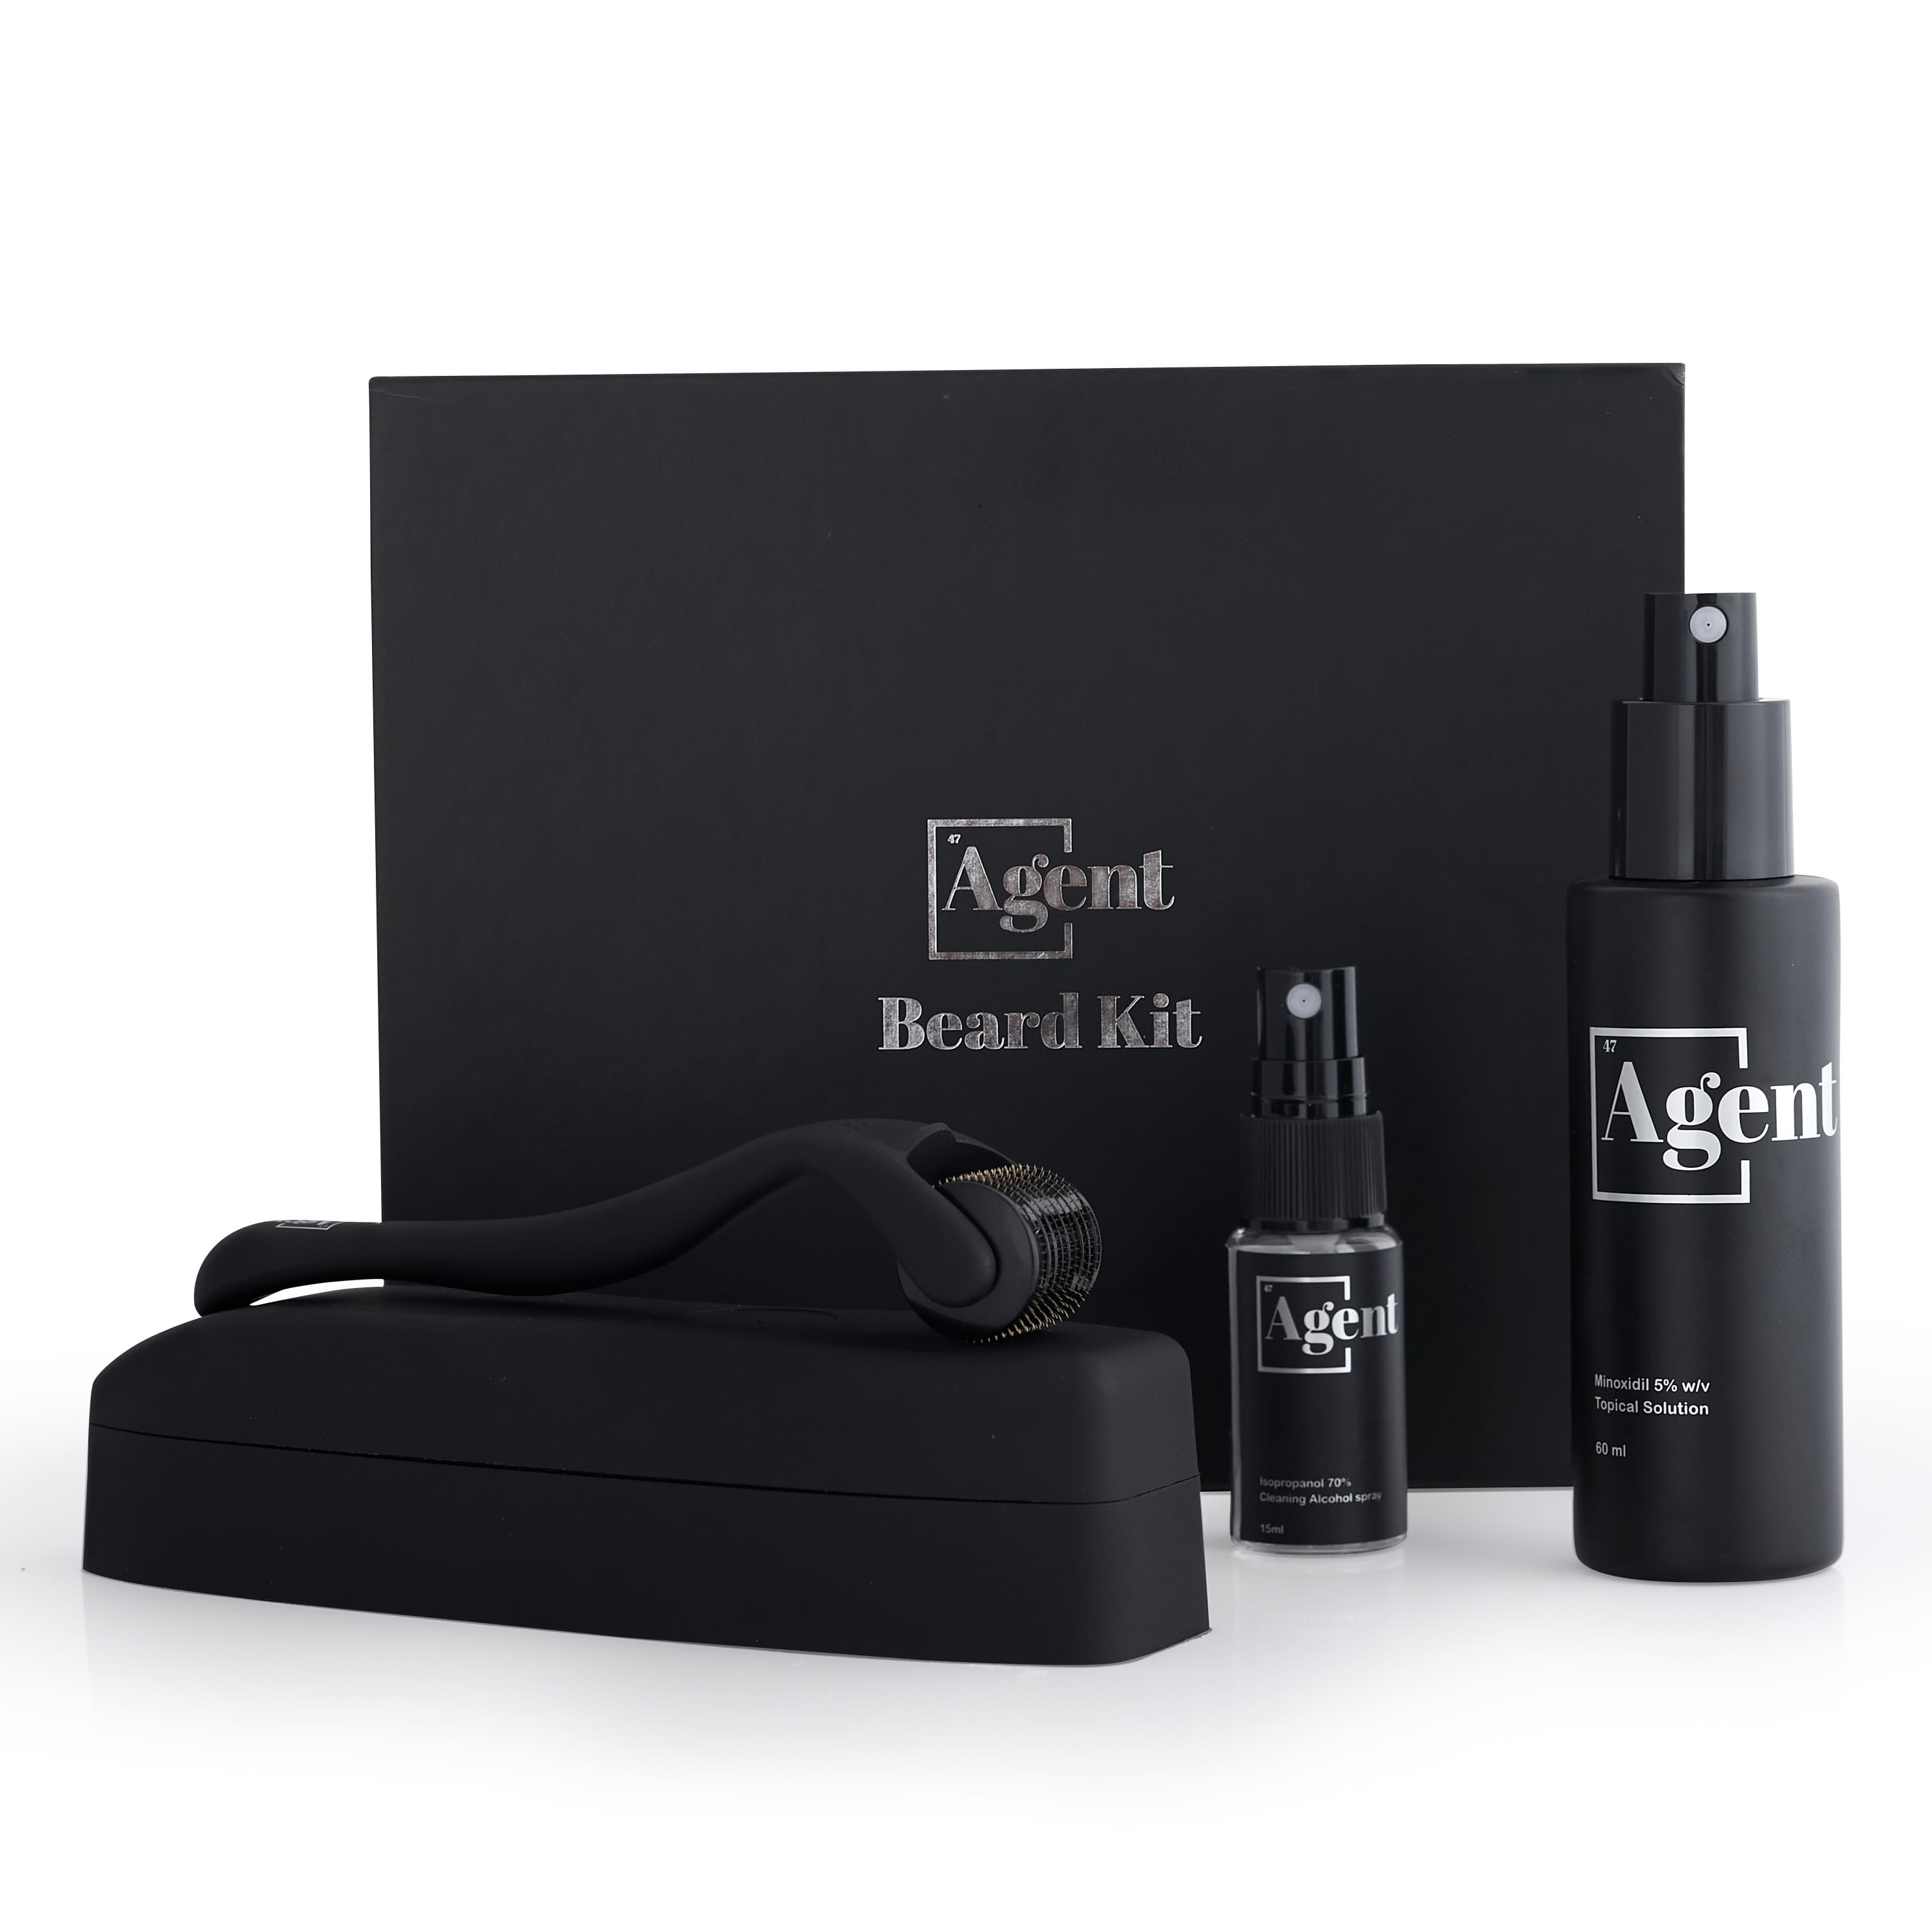 47
Agent
Beard Kit
47
Agent
Isopropanol 70%
Cleaning Alcohol spray
15ml
47
Agent
Minoxidil 5% w/v
Topical Solution
60 ml